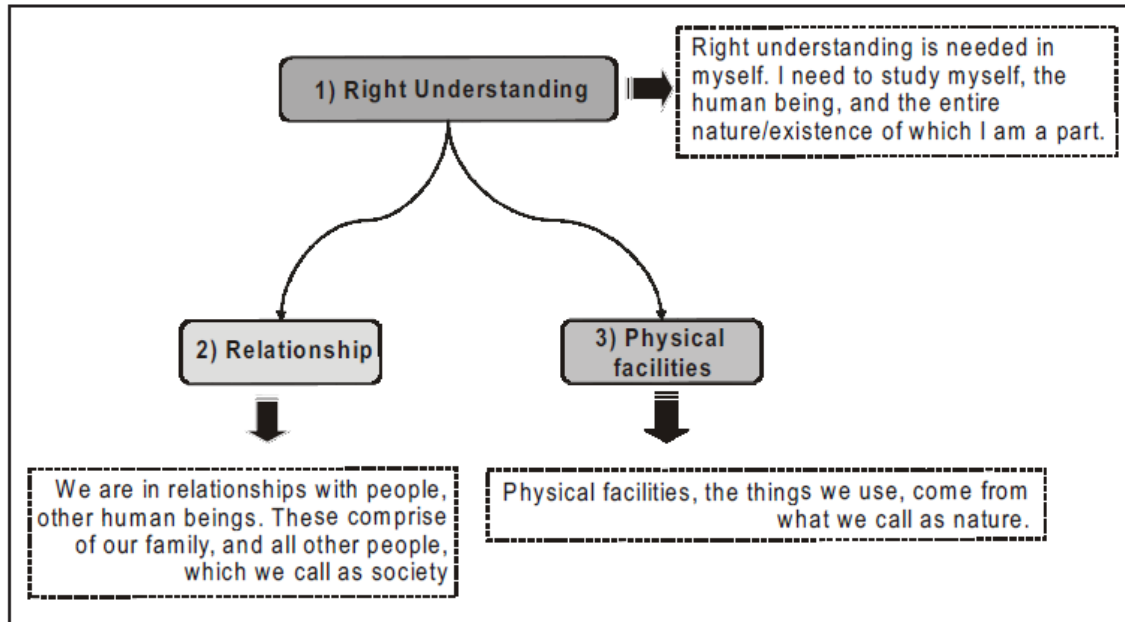 1) Right Understanding
Right understanding is needed in
myself. I need to study myself, the
human being, and the entire
nature/existence of which I am a part.
2) Relationship
3) Physical
facilities
We are in relationships with people,
other human beings. These comprise
of our family, and all other people,
which we call as society
Physical facilities, the things we use, come from
what we call as nature.